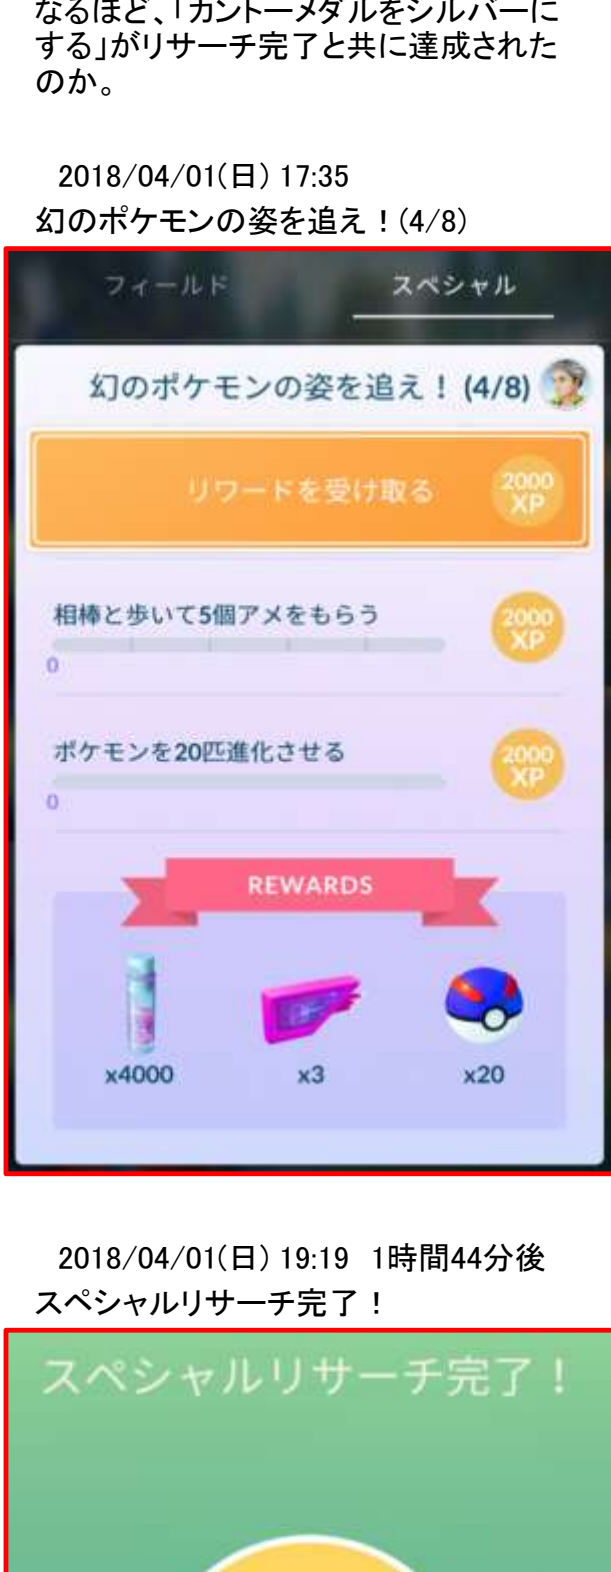 なるほど、「カントーメダルをシルバーに
する」がリサーチ完了と共に達成された
のか。
2018/04/01(日) 17:35
幻のポケモンの姿を追え！(4/8)
フィールド スペシャル
幻のポケモンの姿を追え！ (4/8)
リワードを受け取る 2000 XP
相棒と歩いて5個アメをもらう 2000 XP
0
ポケモンを20匹進化させる 2000 XP
0
REWARDS
x4000 x3 x20
2018/04/01(日) 19:19 1時間44分後
スペシャルリサーチ完了！
スペシャルリサーチ完了！